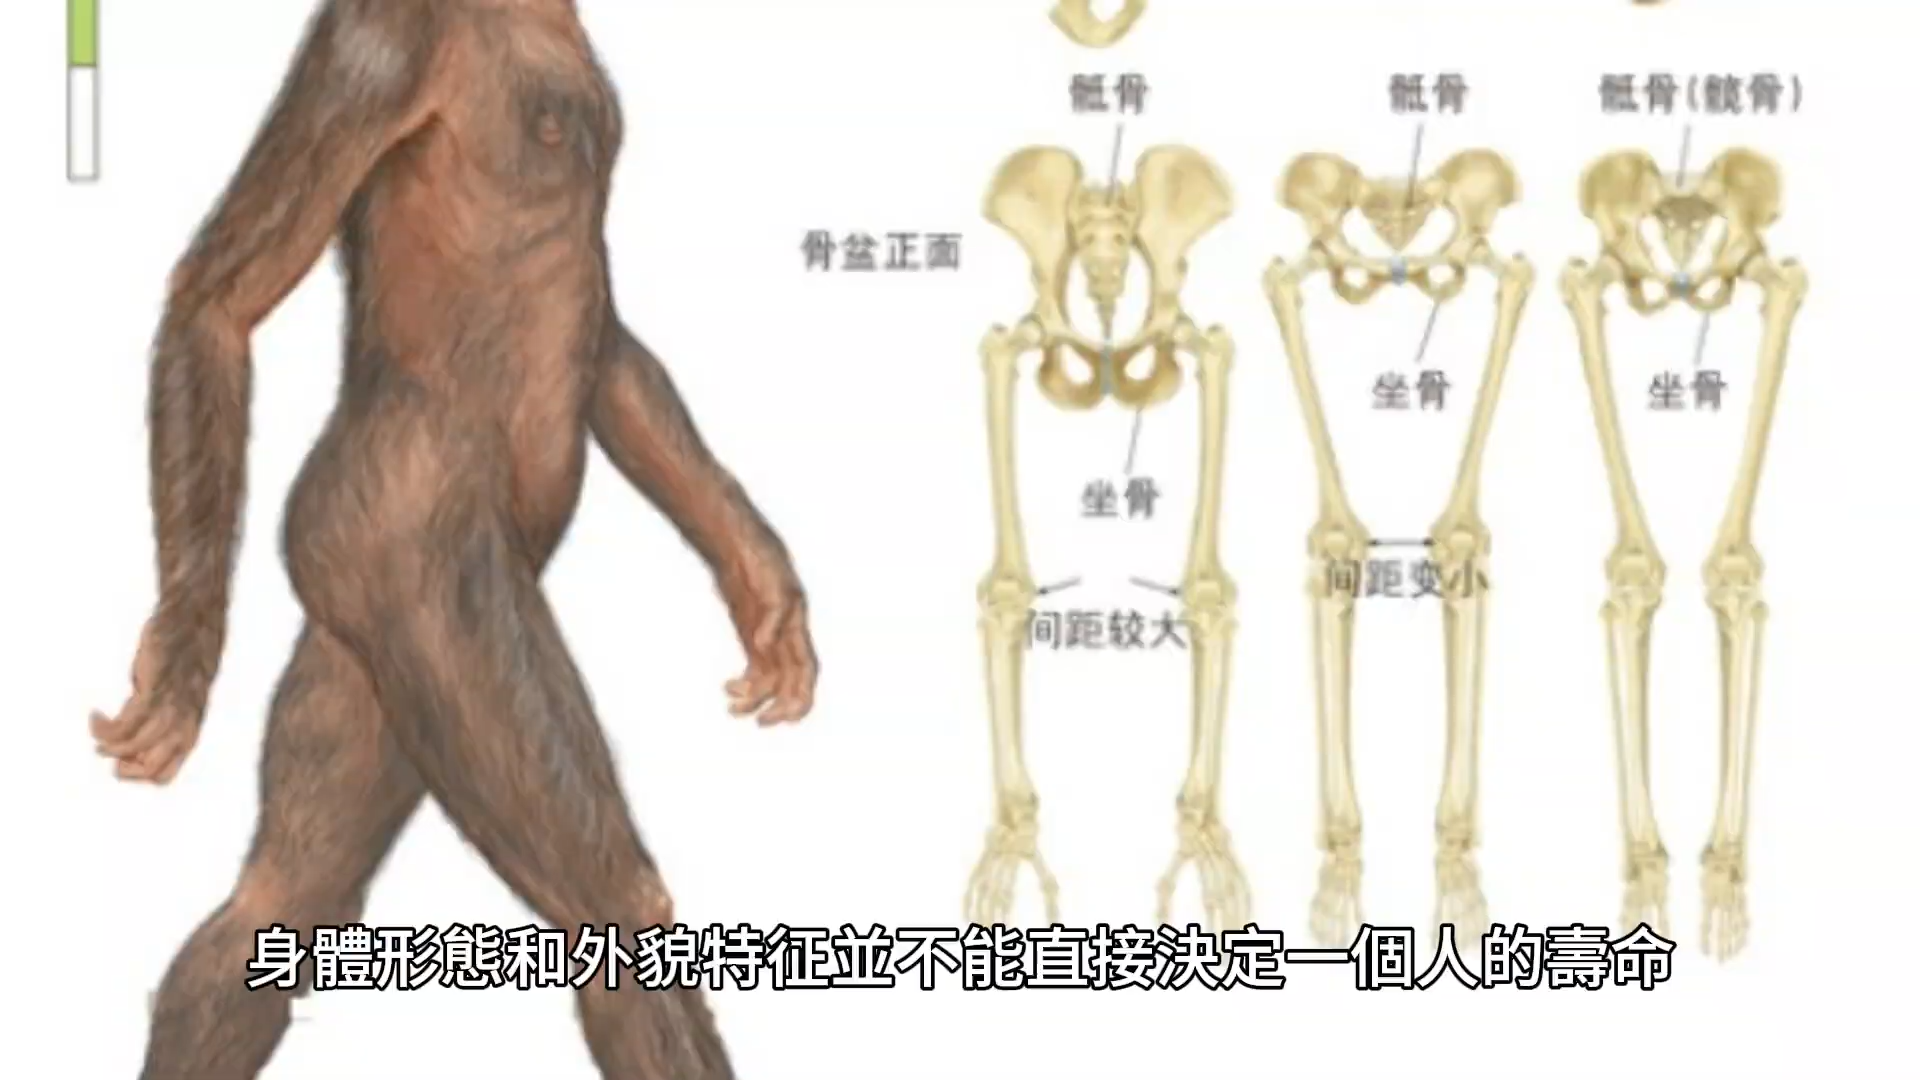 骶骨
骶骨
骶骨(髋骨)
骨盆正面
坐骨
坐骨
坐骨
间距变小
间距较大
身體形態和外貌特征並不能直接決定一個人的壽命